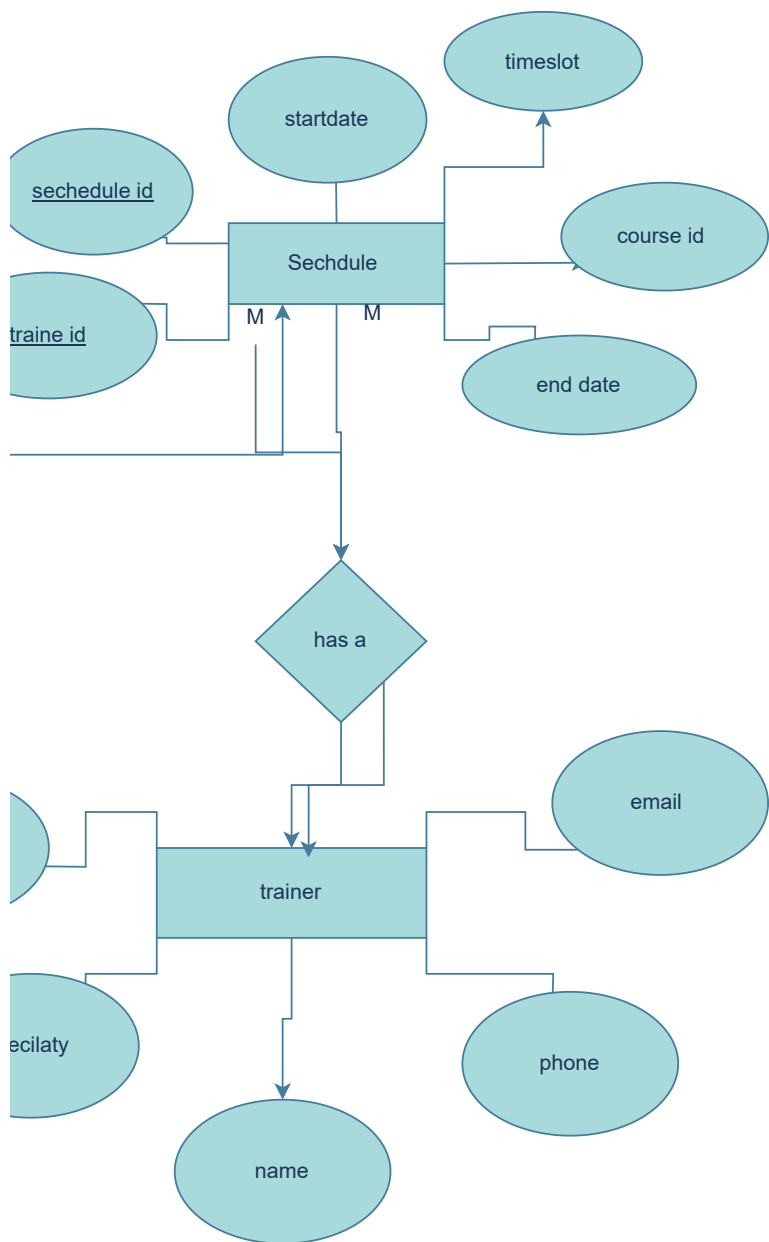 timeslot
startdate
sechedule id
course id
Sechdule
M
M
traine id
end date
has a
email
trainer
ecilaty
phone
name